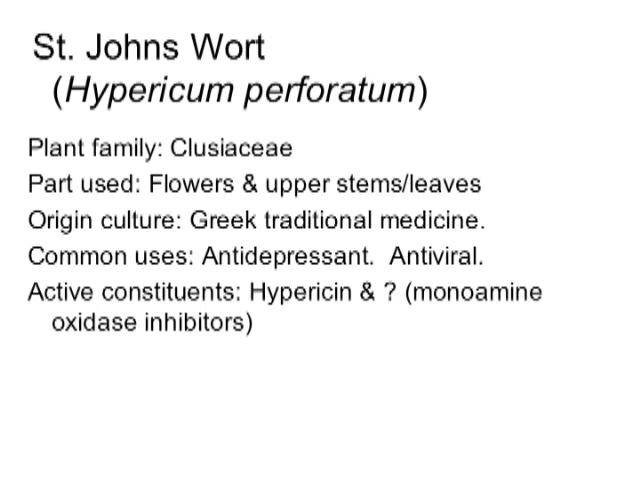 St. Johns Wort
(Hypericum perforatum)
Plant family: Clusiaceae
Part used: Flowers & upper stems/leaves
Origin culture: Greek traditional medicine.
Common uses: Antidepressant.  Antiviral.
Active constituents: Hypericin & ? (monoamine
oxidase inhibitors)